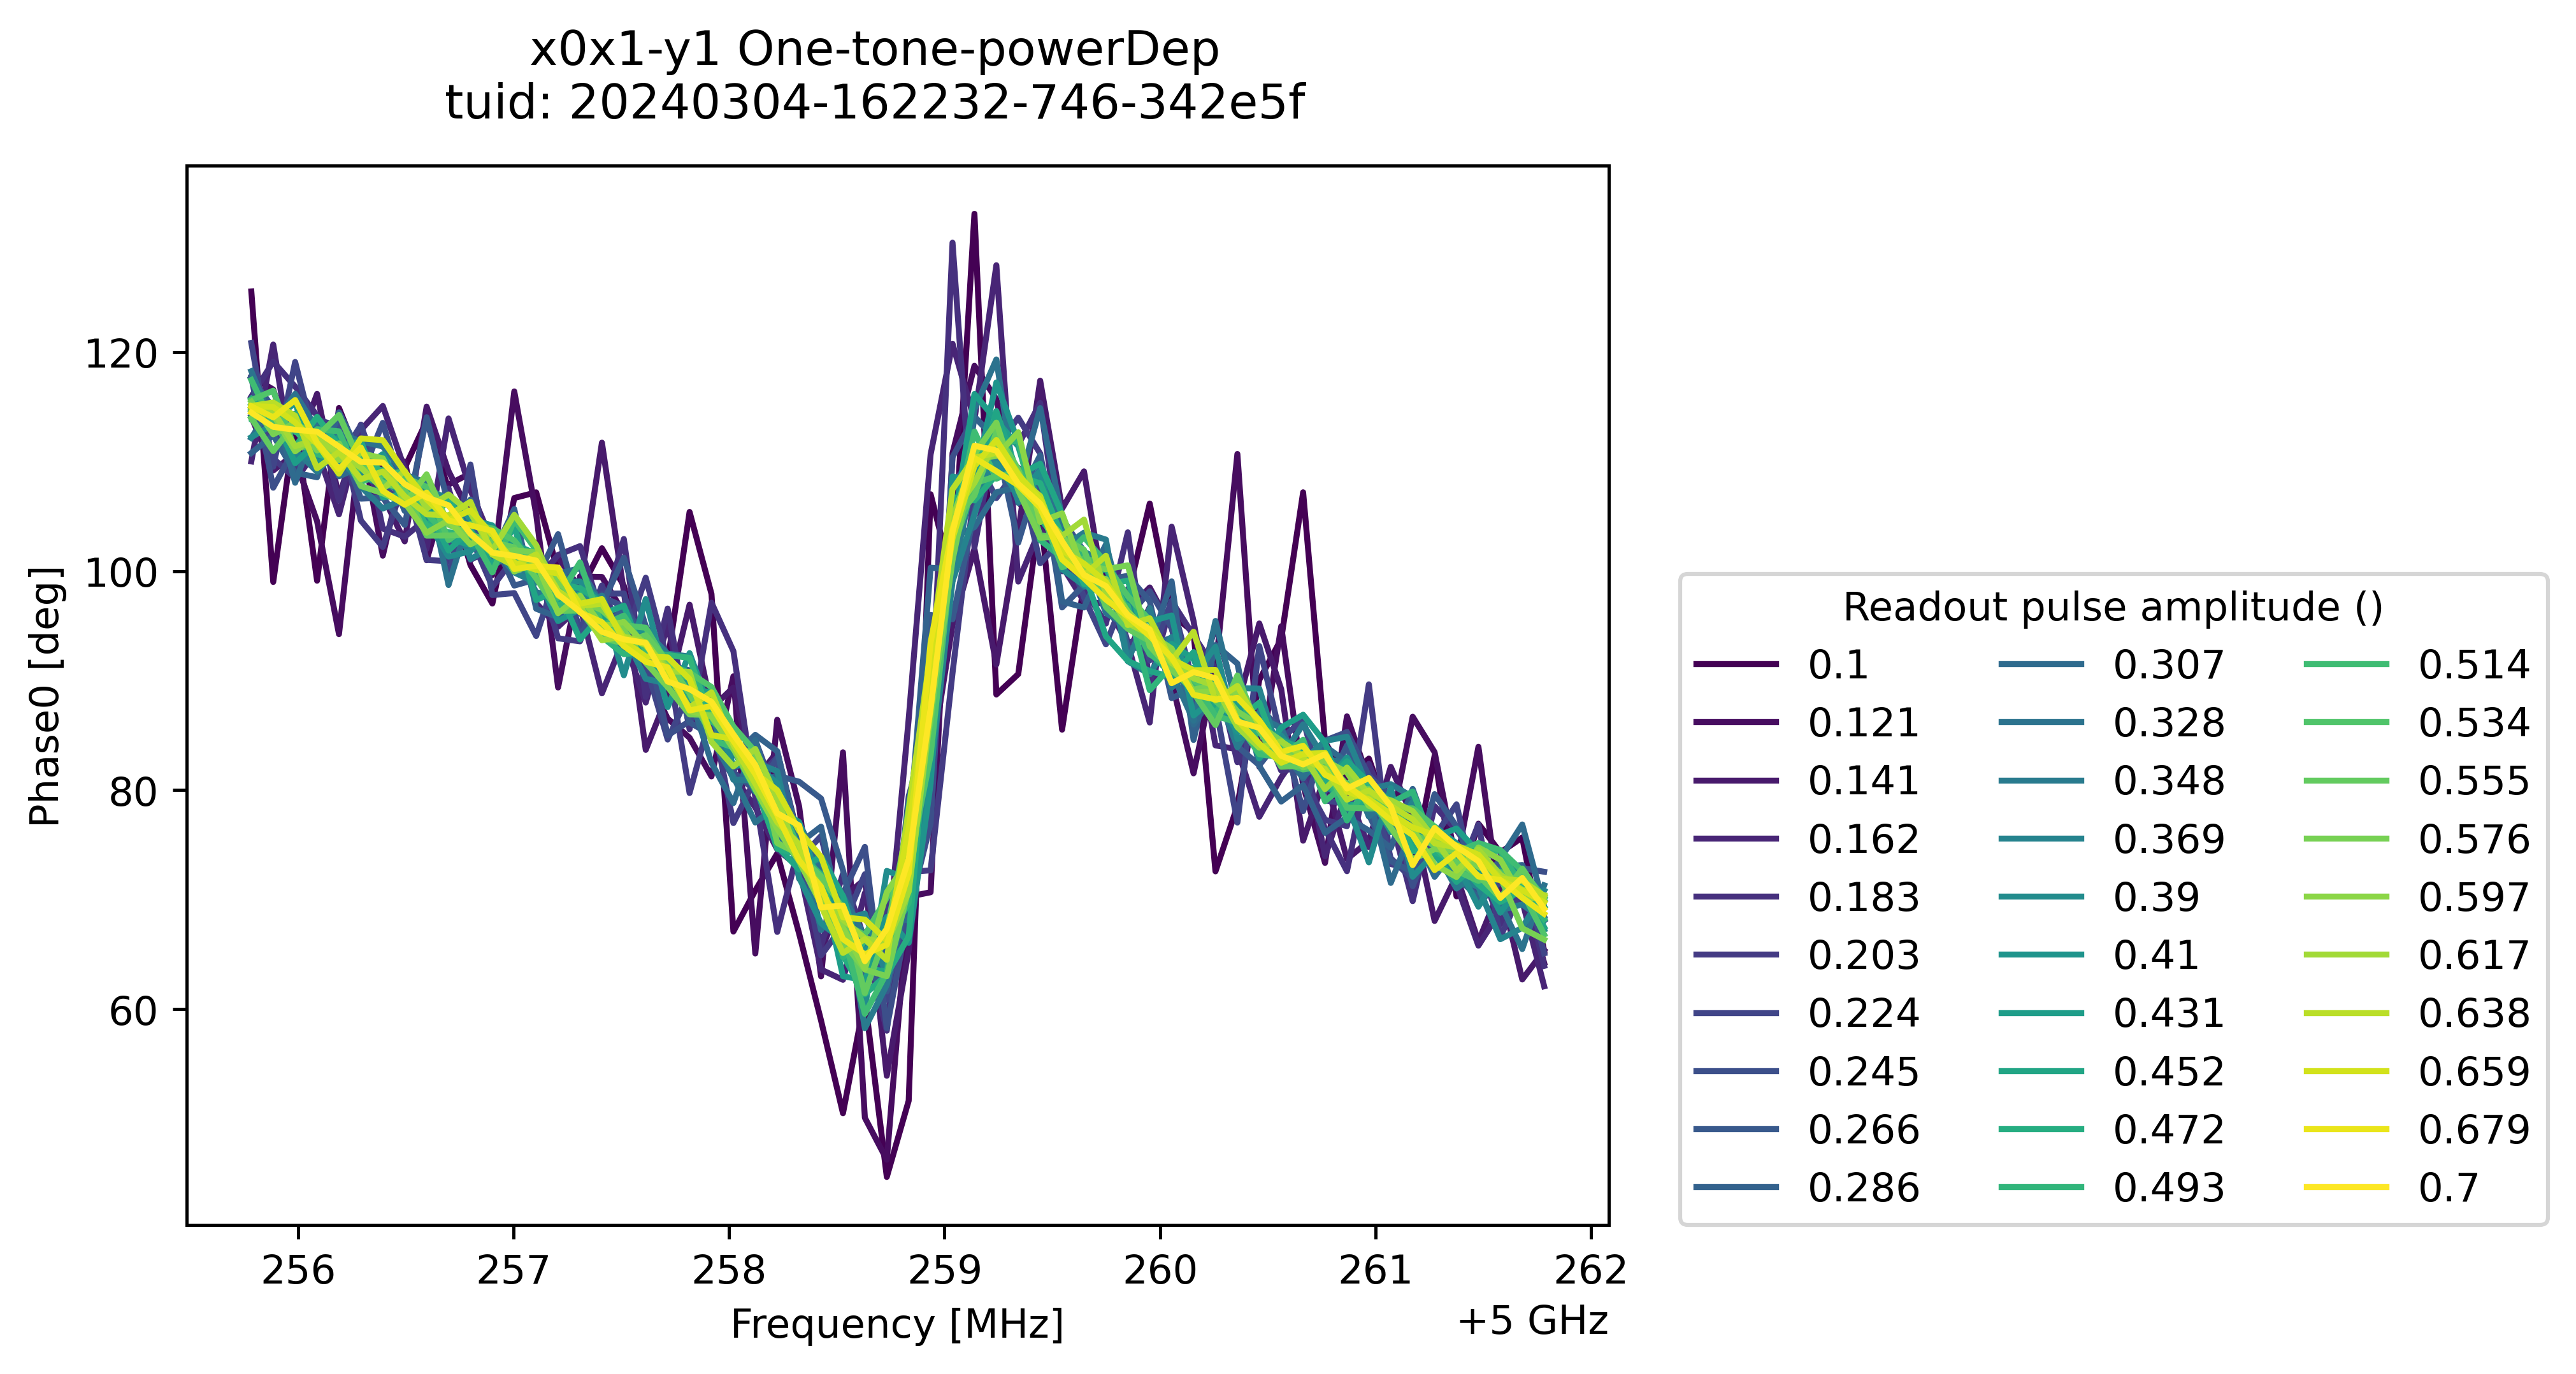 x0x1-y1 One-tone-powerDep
tuid: 20240304-162232-746-342e5f
Phase0 [deg]
120
100
80
60
256 257 258 259 260 261 262
Frequency [MHz]
+5 GHz
Readout pulse amplitude ()
0.1 0.307 0.514
0.121 0.328 0.534
0.141 0.348 0.555
0.162 0.369 0.576
0.183 0.39 0.597
0.203 0.41 0.617
0.224 0.431 0.638
0.245 0.452 0.659
0.266 0.472 0.679
0.286 0.493 0.7